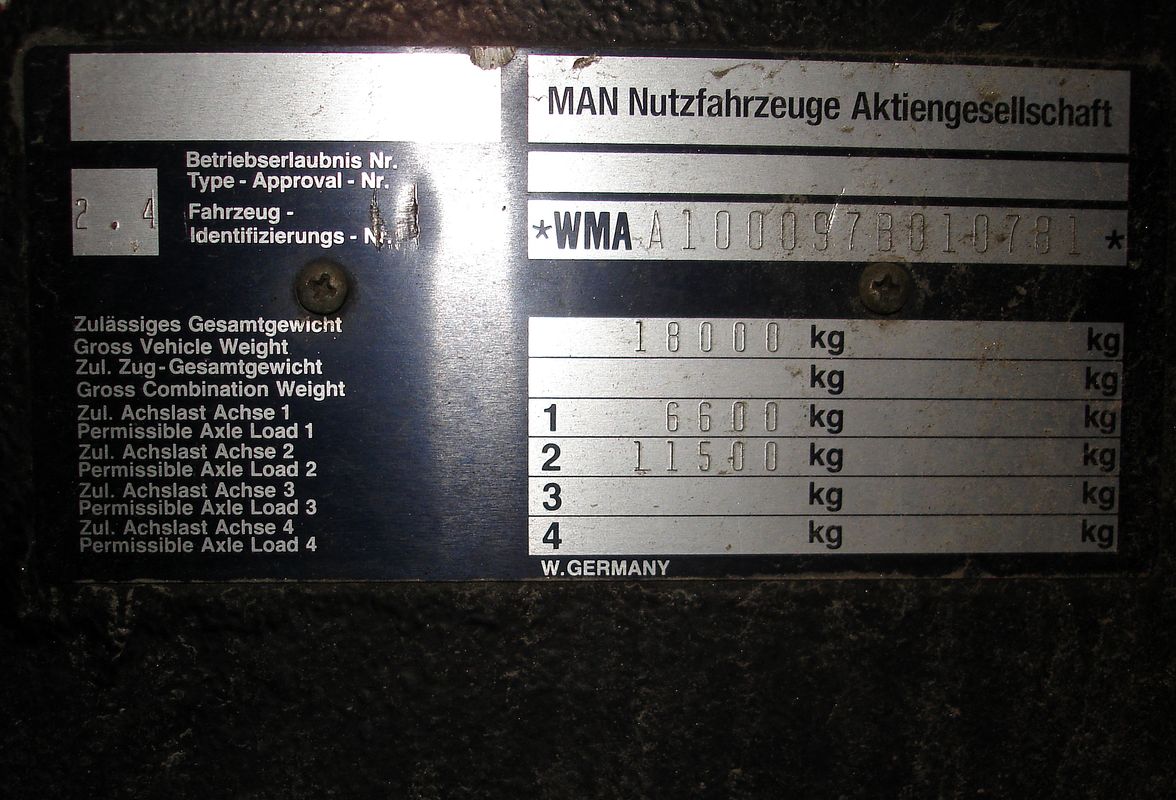 MAN Nutzfahrzeuge Aktiengesellschaft
Betriebserlaubnis Nr.
Type - Approval - Nr.
2.4
Fahrzeug -
Identifizierungs - Nr.
*WMA A100097B010781 *
Zulässiges Gesamtgewicht
Gross Vehicle Weight
18000 kg kg
Zul. Zug-Gesamtgewicht
Gross Combination Weight
kg kg
Zul. Achslast Achse 1
Permissible Axle Load 1
1 6600 kg kg
Zul. Achslast Achse 2
Permissible Axle Load 2
2 11500 kg kg
Zul. Achslast Achse 3
Permissible Axle Load 3
3 kg kg
Zul. Achslast Achse 4
Permissible Axle Load 4
4 kg kg
W.GERMANY